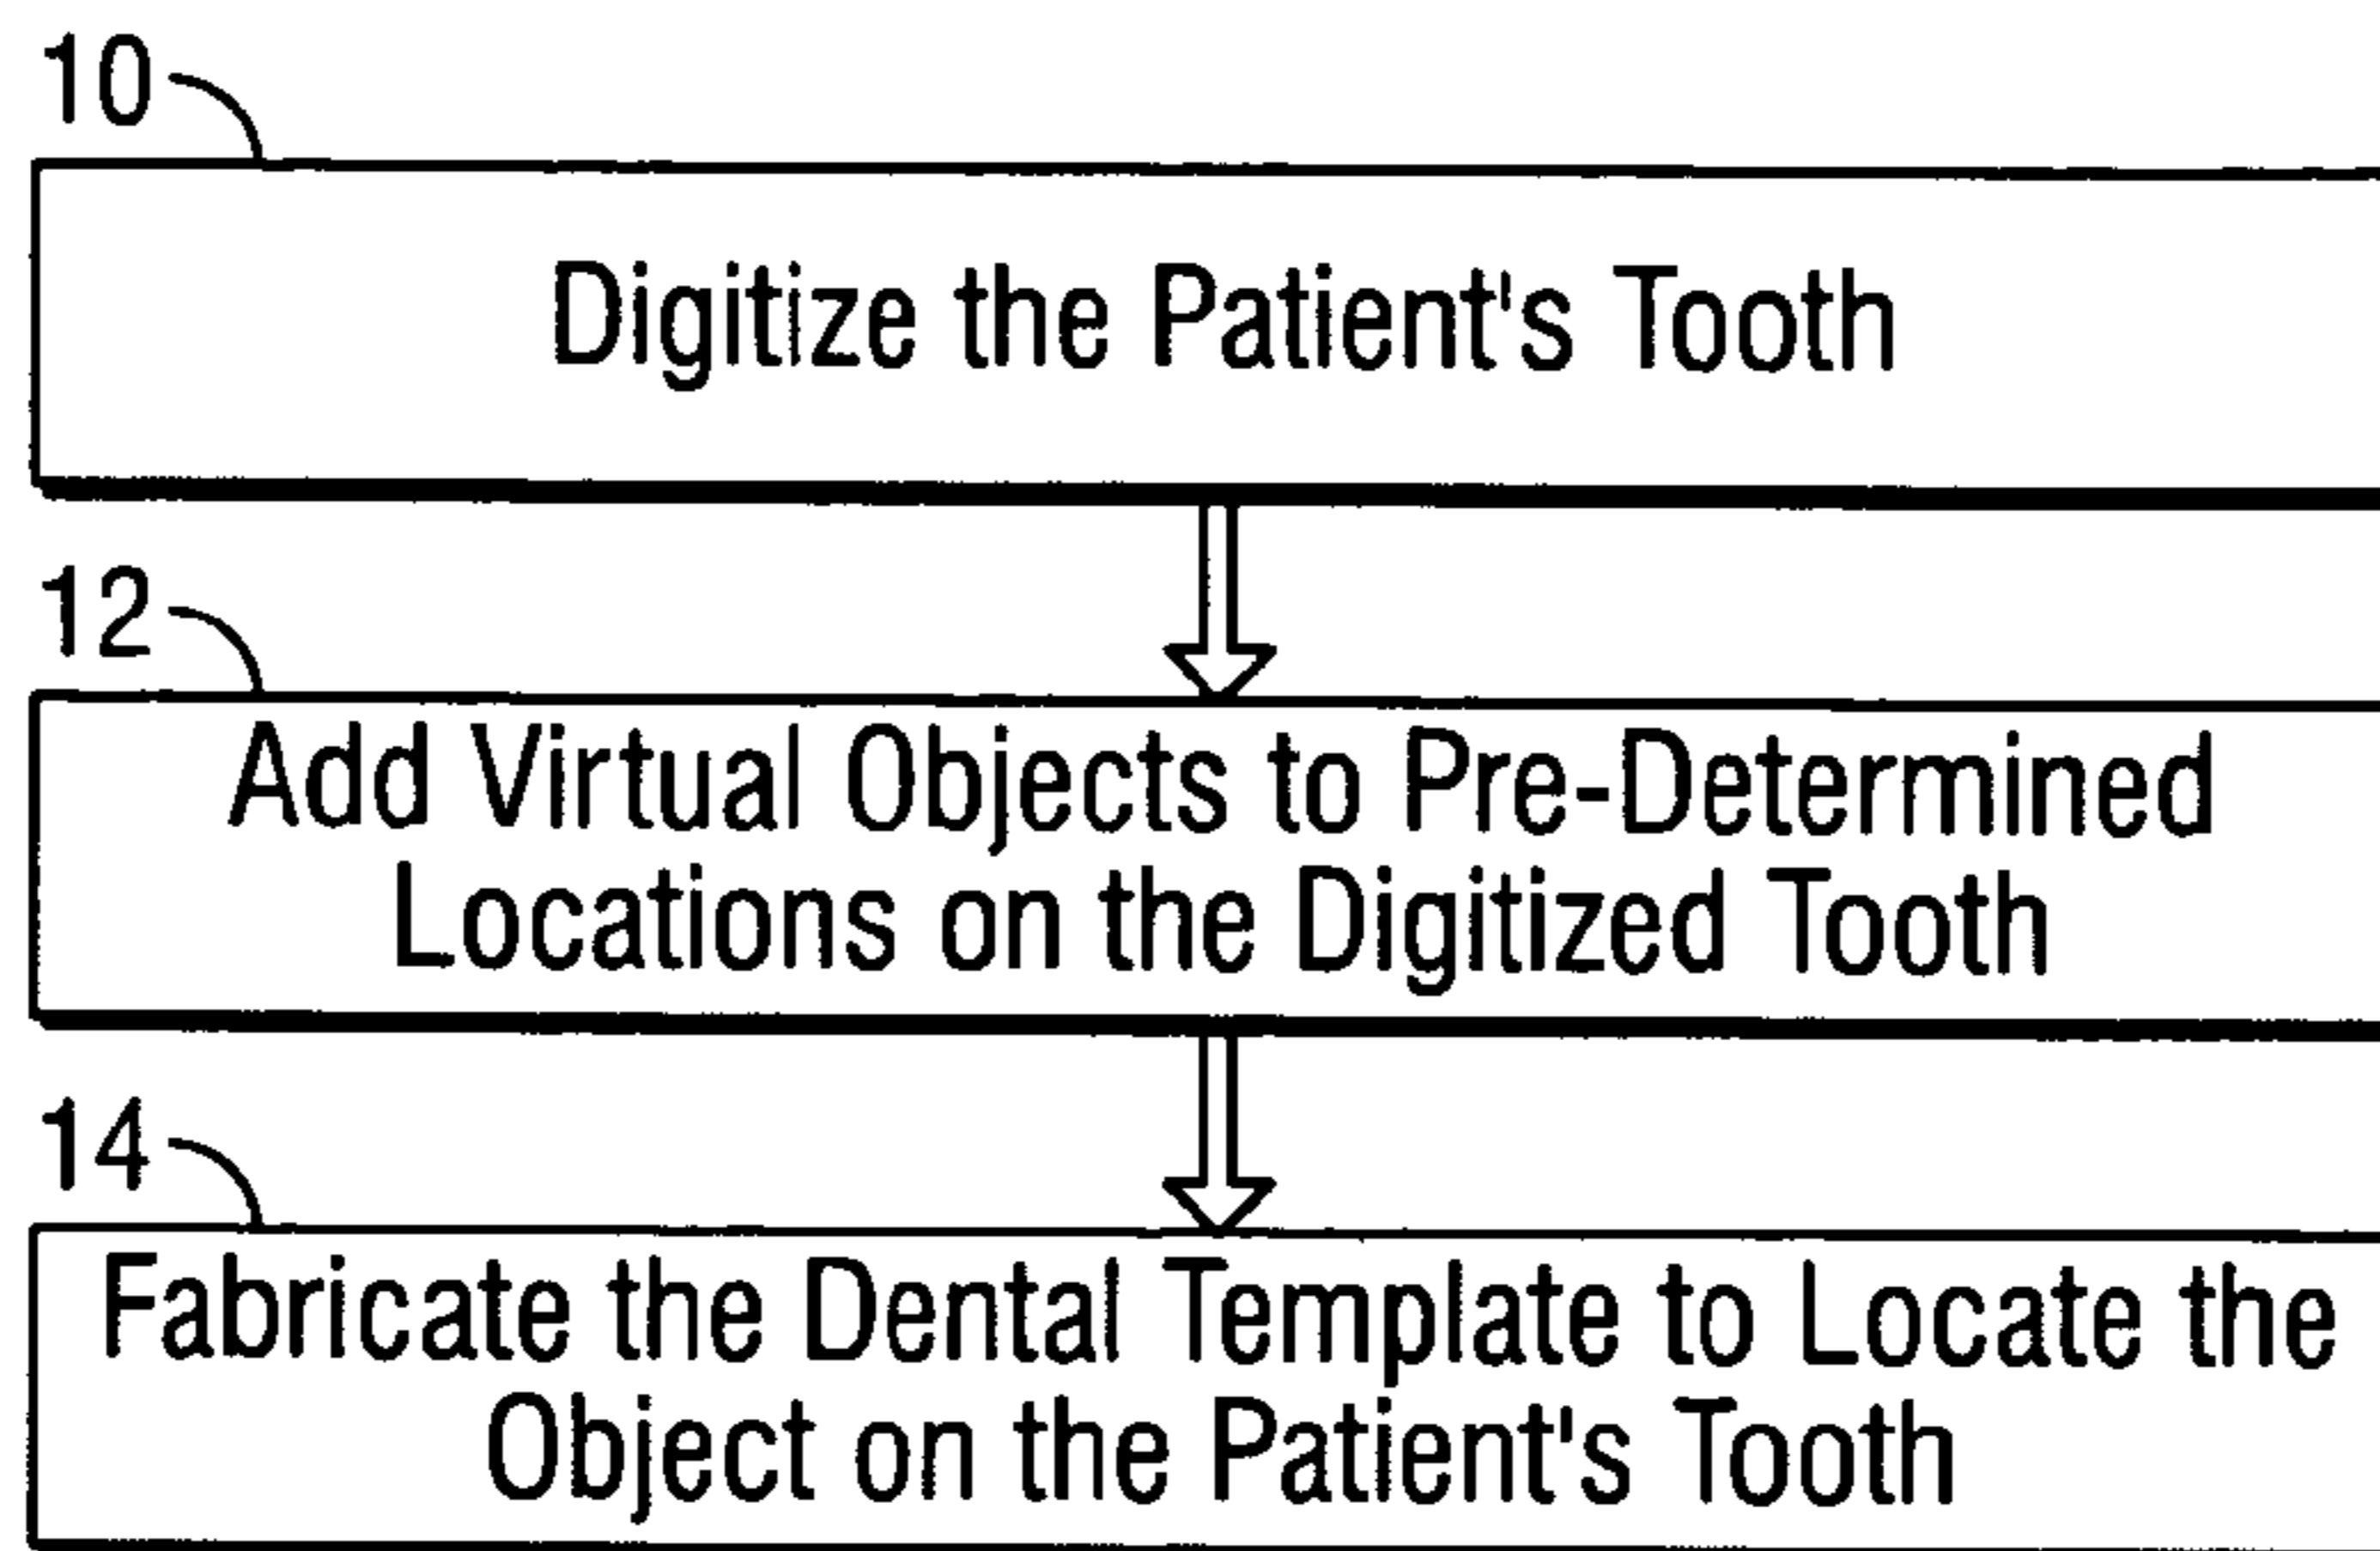 10
Digitize the Patient's Tooth
12
Add Virtual Objects to Pre-Determined
Locations on the Digitized Tooth
14
Fabricate the Dental Template to Locate the
Object on the Patient's Tooth